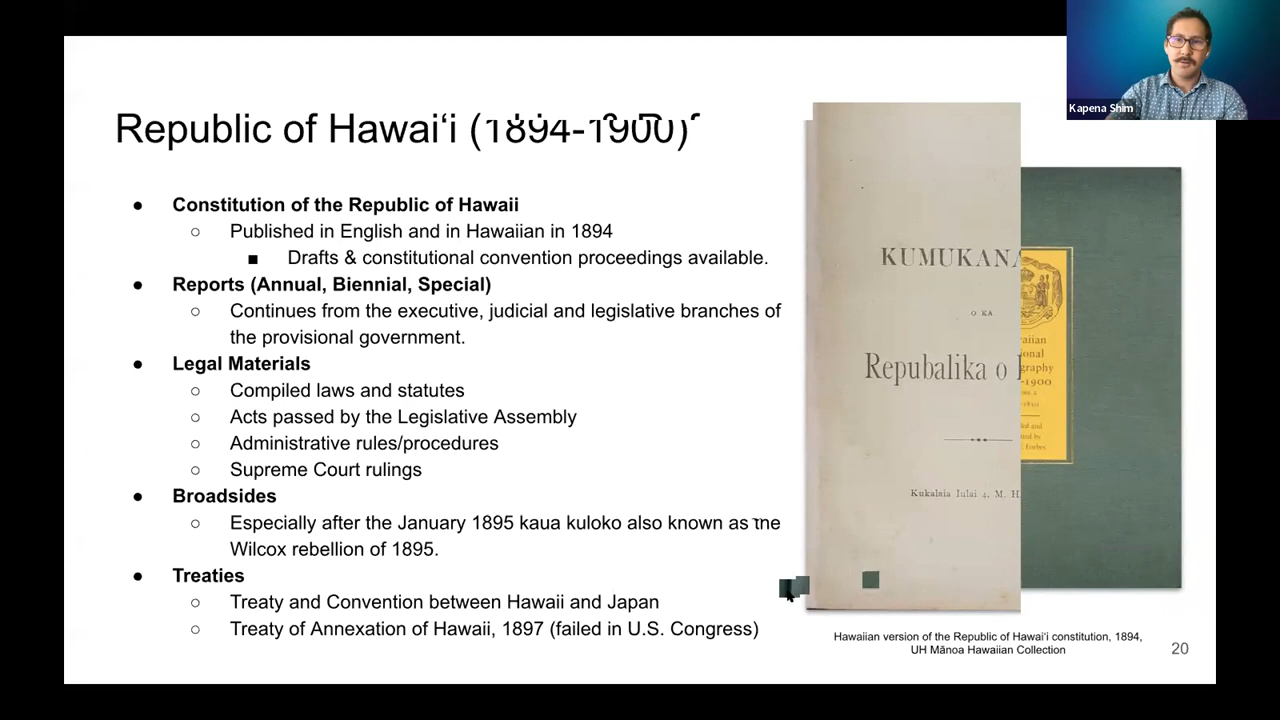 Kapena Shim
Republic of Hawaiʻi (1894-1900)
● Constitution of the Republic of Hawaii
○ Published in English and in Hawaiian in 1894
■ Drafts & constitutional convention proceedings available.
● Reports (Annual, Biennial, Special)
○ Continues from the executive, judicial and legislative branches of
the provisional government.
● Legal Materials
○ Compiled laws and statutes
○ Acts passed by the Legislative Assembly
○ Administrative rules/procedures
○ Supreme Court rulings
● Broadsides
○ Especially after the January 1895 kaua kuloko also known as the
Wilcox rebellion of 1895.
● Treaties
○ Treaty and Convention between Hawaii and Japan
○ Treaty of Annexation of Hawaii, 1897 (failed in U.S. Congress)
KUMUKANA
O KA
Repubalika o
Kukalaia Iulai 4, M. H
-1900
Forbes
Hawaiian version of the Republic of Hawaiʻi constitution, 1894,
UH Mānoa Hawaiian Collection
20